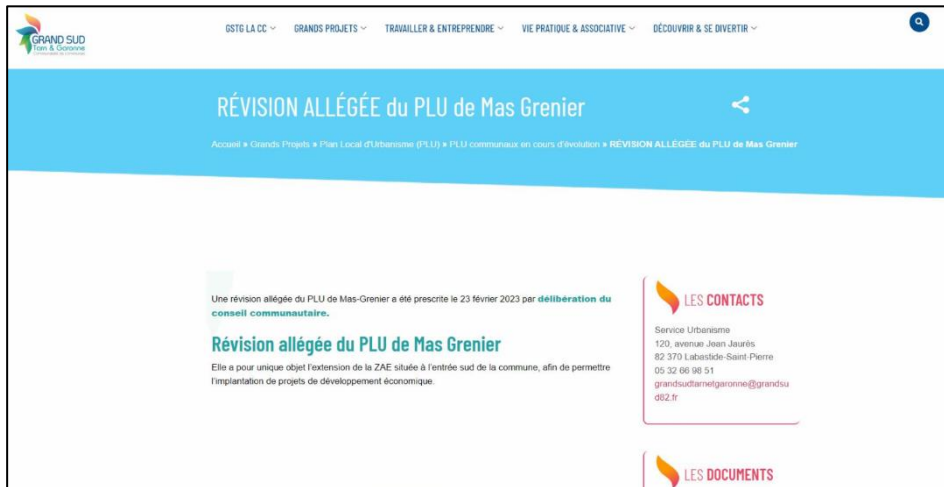 GRAND SUD
Tarn & Garonne
GSTG LA CC
GRANDS PROJETS
TRAVAILLER & ENTREPRENDRE
VIE PRATIQUE & ASSOCIATIVE
DÉCOUVRIR & SE DIVERTIR
RÉVISION ALLÉGÉE du PLU de Mas Grenier
Accueil » Grands Projets » Plan Local d'Urbanisme (PLU) » PLU communaux en cours d'évolution » RÉVISION ALLÉGÉE du PLU de Mas Grenier
Une révision allégée du PLU de Mas-Grenier a été prescrite le 23 février 2023 par délibération du
conseil communautaire.
Révision allégée du PLU de Mas Grenier
Elle a pour unique objet l'extension de la ZAE située à l'entrée sud de la commune, afin de permettre
l'implantation de projets de développement économique.
LES CONTACTS
Service Urbanisme
120, avenue Jean Jaurès
82 370 Labastide-Saint-Pierre
05 32 66 98 51
grandsudtarnetgaronne@grandsu
d82.fr
LES DOCUMENTS